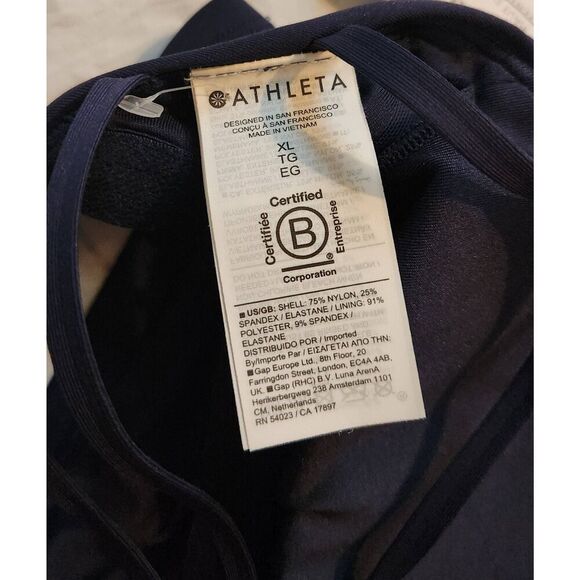 ATHLETA
DESIGNED IN SAN FRANCISCO
CONÇU À SAN FRANCISCO
MADE IN VIETNAM
XL
TG
EG
Certified
Certifiée
B
Entreprise
®
Corporation
■ US/GB: SHELL: 75% NYLON, 25%
SPANDEX / ELASTANE / LINING: 91%
POLYESTER, 9% SPANDEX /
ELASTANE
DISTRIBUIDO POR / Imported
By/Importe Par / ΕΙΣΑΓΕΤΑΙ ΑΠΟ ΤΗΝ:
■ Gap Europe Ltd., 8th Floor, 20
Farringdon Street, London, EC4A 4AB,
UK. ■ Gap (RHC) B.V. Luna ArenA
Herikerbergweg 238 Amsterdam 1101
CM, Netherlands
RN 54023 / CA 17897